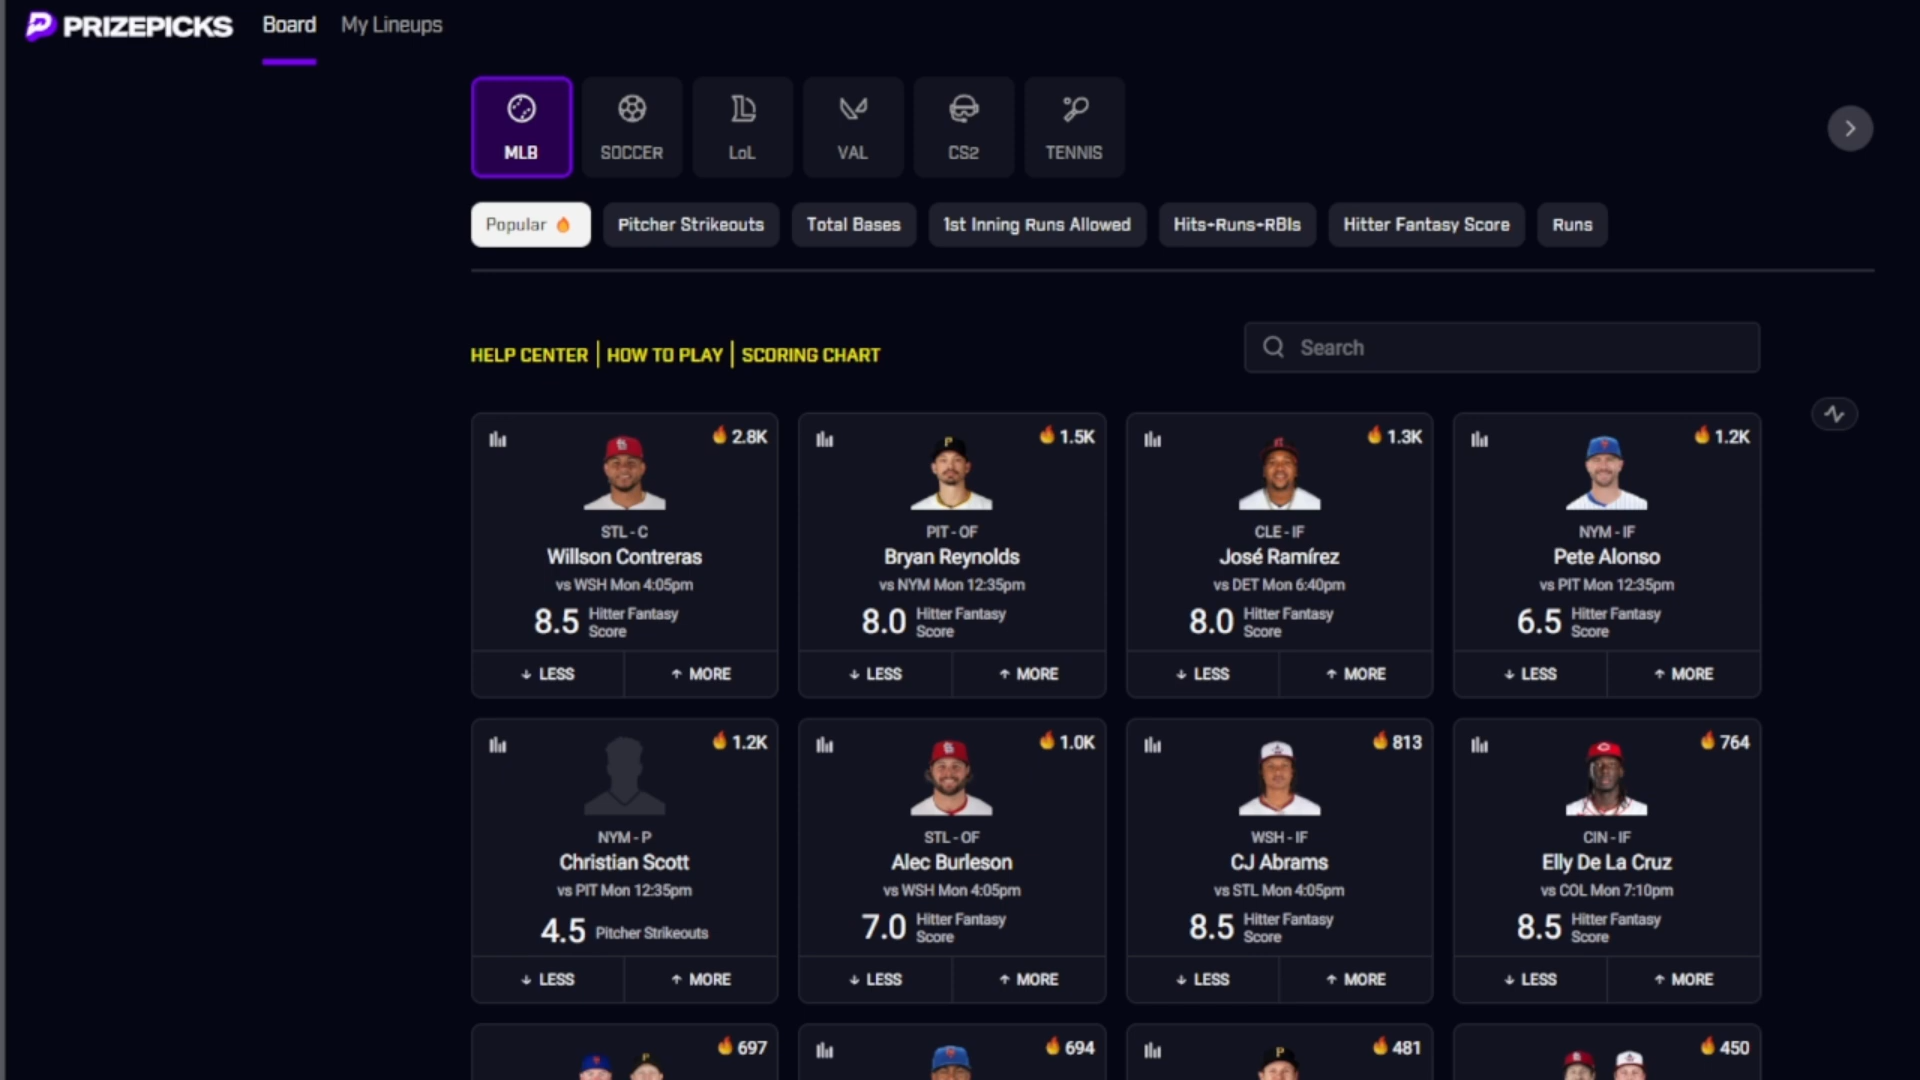 PRIZEPICKS Board My Lineups
MLB SOCCER LoL VAL CS2 TENNIS
Popular Pitcher Strikeouts Total Bases 1st Inning Runs Allowed Hits+Runs+RBIs Hitter Fantasy Score Runs
HELP CENTER | HOW TO PLAY | SCORING CHART
Search
2.8K
STL - C
Willson Contreras
vs WSH Mon 4:05pm
8.5 Hitter Fantasy
Score
LESS MORE
1.5K
PIT - OF
Bryan Reynolds
vs NYM Mon 12:35pm
8.0 Hitter Fantasy
Score
LESS MORE
1.3K
CLE - IF
José Ramírez
vs DET Mon 6:40pm
8.0 Hitter Fantasy
Score
LESS MORE
1.2K
NYM - IF
Pete Alonso
vs PIT Mon 12:35pm
6.5 Hitter Fantasy
Score
LESS MORE
1.2K
NYM - P
Christian Scott
vs PIT Mon 12:35pm
4.5 Pitcher Strikeouts
LESS MORE
1.0K
STL - OF
Alec Burleson
vs WSH Mon 4:05pm
7.0 Hitter Fantasy
Score
LESS MORE
813
WSH - IF
CJ Abrams
vs STL Mon 4:05pm
8.5 Hitter Fantasy
Score
LESS MORE
764
CIN - IF
Elly De La Cruz
vs COL Mon 7:10pm
8.5 Hitter Fantasy
Score
LESS MORE
697
694
481
450